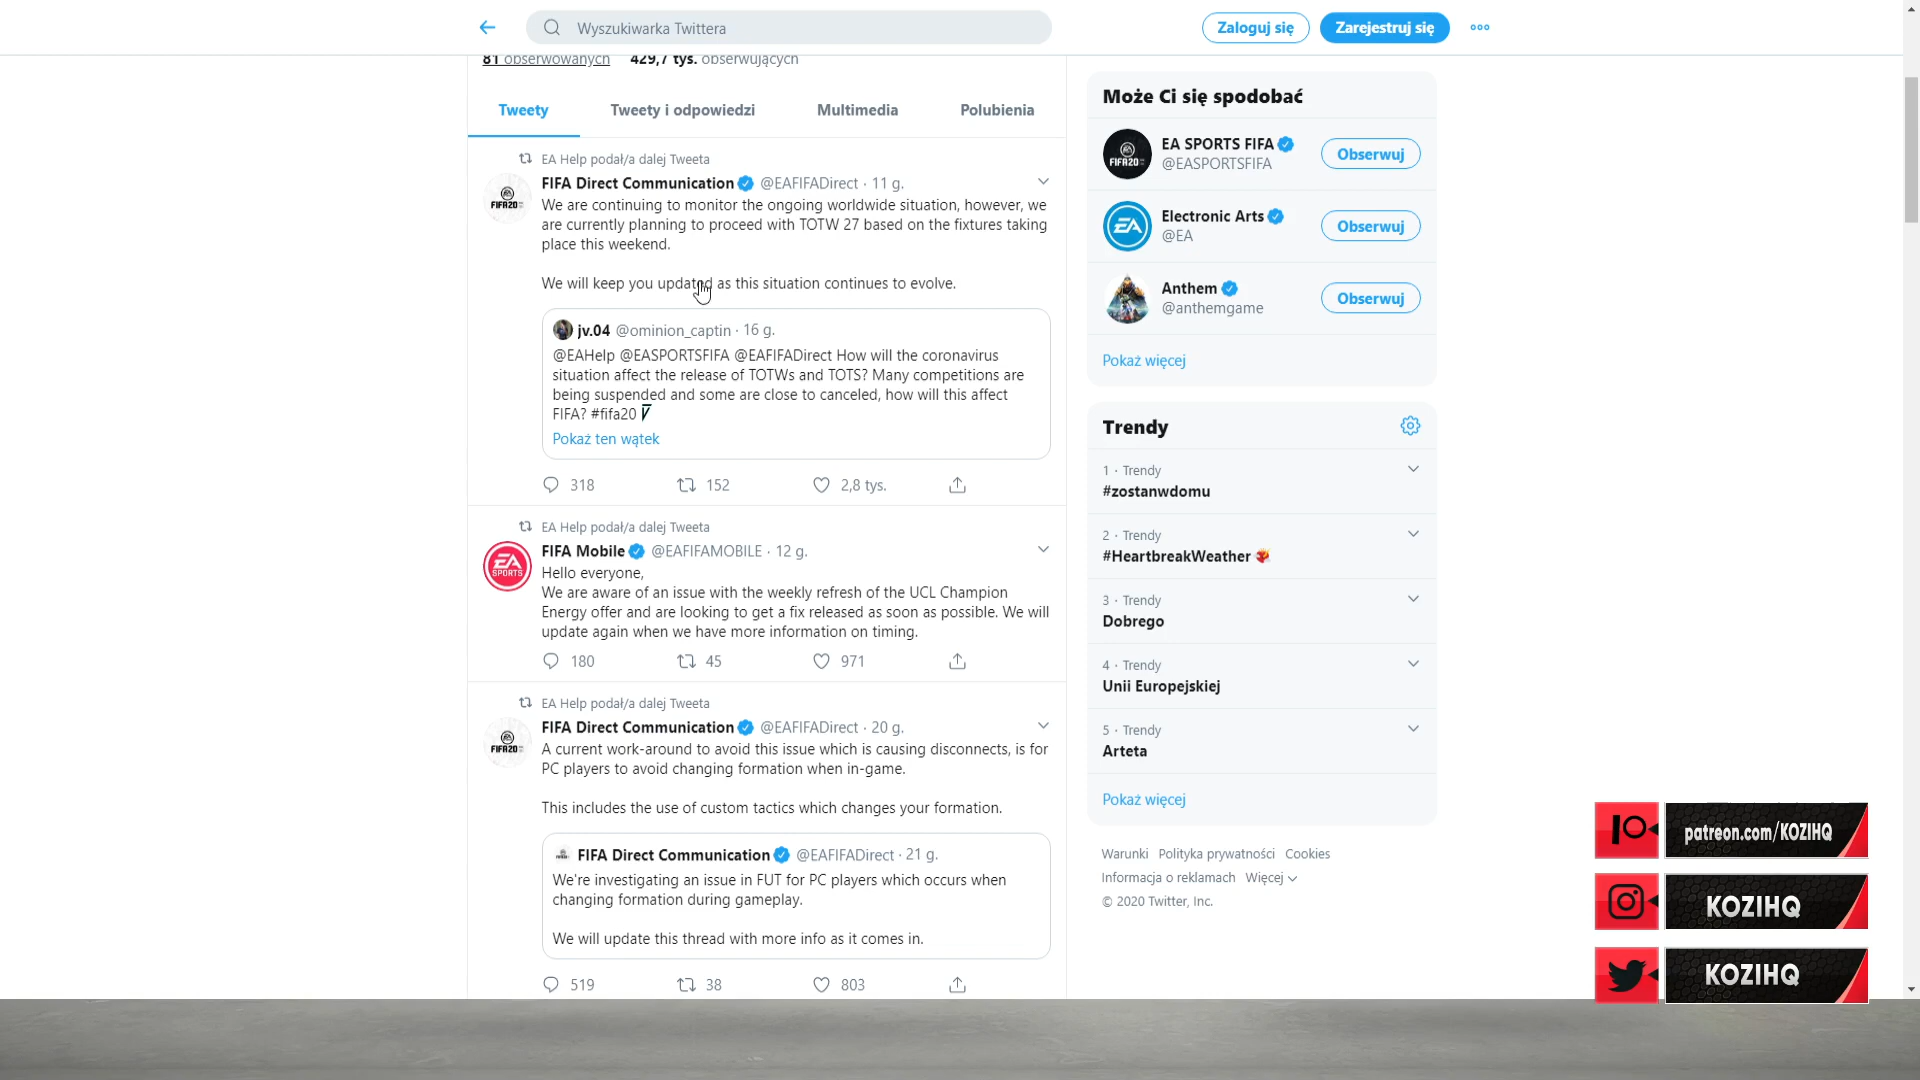 Wyszukiwarka Twittera
Zaloguj się
Zarejestruj się
81 obserwowanych 429,7 tys. obserwujących
Tweety
Tweety i odpowiedzi
Multimedia
Polubienia
EA Help podał/a dalej Tweeta
FIFA Direct Communication @EAFIFADirect · 11 g.
We are continuing to monitor the ongoing worldwide situation, however, we
are currently planning to proceed with TOTW 27 based on the fixtures taking
place this weekend.
We will keep you updated as this situation continues to evolve.
jv.04 @ominion_captin · 16 g.
@EAHelp @EASPORTSFIFA @EAFIFADirect How will the coronavirus
situation affect the release of TOTWs and TOTS? Many competitions are
being suspended and some are close to canceled, how will this affect
FIFA? #fifa20
Pokaż ten wątek
318 152 2,8 tys.
EA Help podał/a dalej Tweeta
FIFA Mobile @EAFIFAMOBILE · 12 g.
Hello everyone,
We are aware of an issue with the weekly refresh of the UCL Champion
Energy offer and are looking to get a fix released as soon as possible. We will
update again when we have more information on timing.
180 45 971
EA Help podał/a dalej Tweeta
FIFA Direct Communication @EAFIFADirect · 20 g.
A current work-around to avoid this issue which is causing disconnects, is for
PC players to avoid changing formation when in-game.
This includes the use of custom tactics which changes your formation.
FIFA Direct Communication @EAFIFADirect · 21 g.
We're investigating an issue in FUT for PC players which occurs when
changing formation during gameplay.
We will update this thread with more info as it comes in.
519 38 803
FIFA20
EA
SPORTS
FIFA20
Może Ci się spodobać
FIFA20
EA SPORTS FIFA
@EASPORTSFIFA
Obserwuj
EA
Electronic Arts
@EA
Obserwuj
Anthem
@anthemgame
Obserwuj
Pokaż więcej
Trendy
1 · Trendy
#zostanwdomu
2 · Trendy
#HeartbreakWeather
3 · Trendy
Dobrego
4 · Trendy
Unii Europejskiej
5 · Trendy
Arteta
Pokaż więcej
Warunki Polityka prywatności Cookies
Informacja o reklamach Więcej
© 2020 Twitter, Inc.
patreon.com/KOZIHQ
KOZIHQ
KOZIHQ